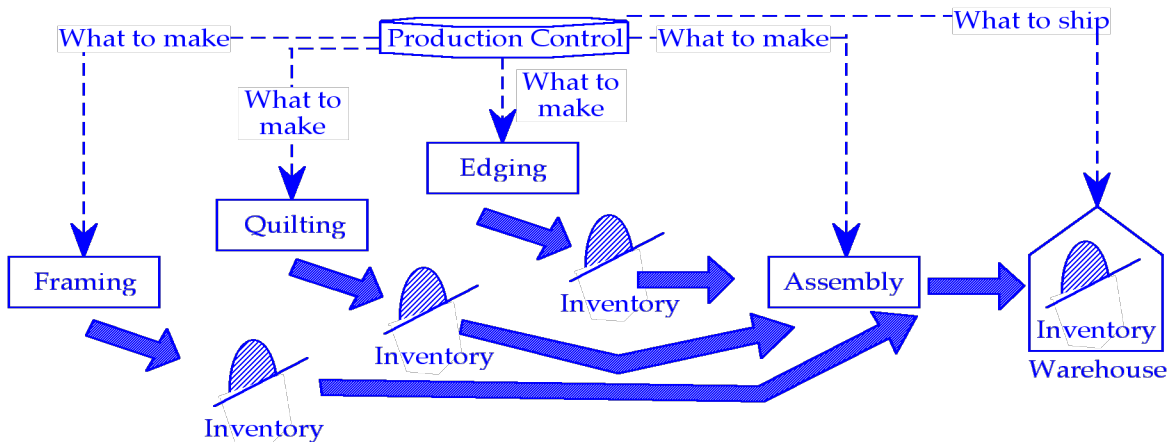 What to make
Production Control
What to make
What to ship
What to
make
What to
make
Edging
Quilting
Framing
Inventory
Assembly
Inventory
Inventory
Warehouse
Inventory